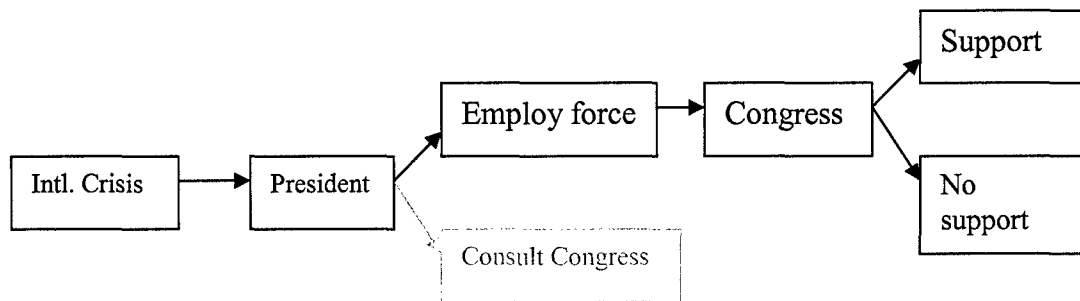 Intl. Crisis
President
Employ force
Consult Congress
Congress
Support
No
support